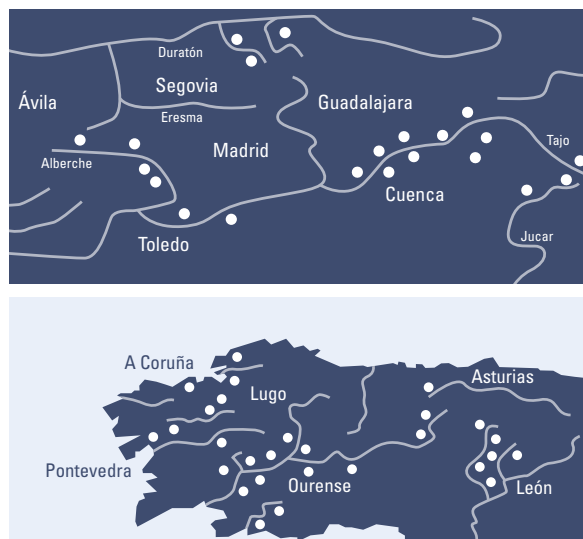 Duratón
Segovia
Ávila
Guadalajara
Eresma
Madrid
Alberche
Tajo
Cuenca
Toledo
Jucar
A Coruña
Asturias
Lugo
Pontevedra
Ourense
León